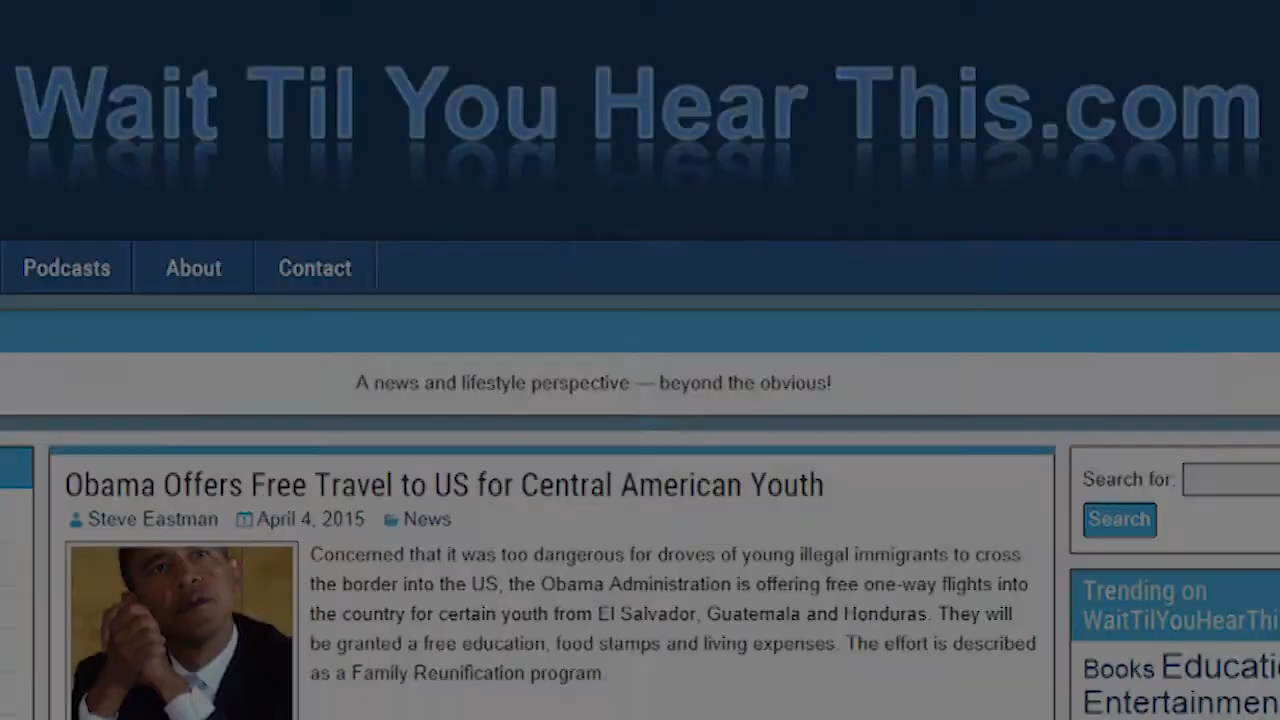 Wait Til You Hear This.com
Podcasts About Contact
A news and lifestyle perspective — beyond the obvious!
Obama Offers Free Travel to US for Central American Youth
Steve Eastman April 4, 2015 News
Concerned that it was too dangerous for droves of young illegal immigrants to cross
the border into the US, the Obama Administration is offering free one-way flights into
the country for certain youth from El Salvador, Guatemala and Honduras. They will
be granted a free education, food stamps and living expenses. The effort is described
as a Family Reunification program.
Search for:
Search
Trending on
WaitTilYouHearThi
Books Educati
Entertainmen